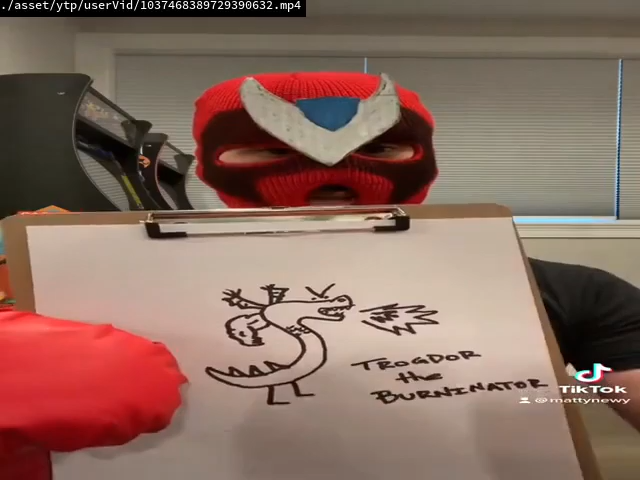 ./asset/ytp/userVid/1037468389729390632.mp4
TROGDOR
the
BURNINATOR
TikTok
@mattynewy